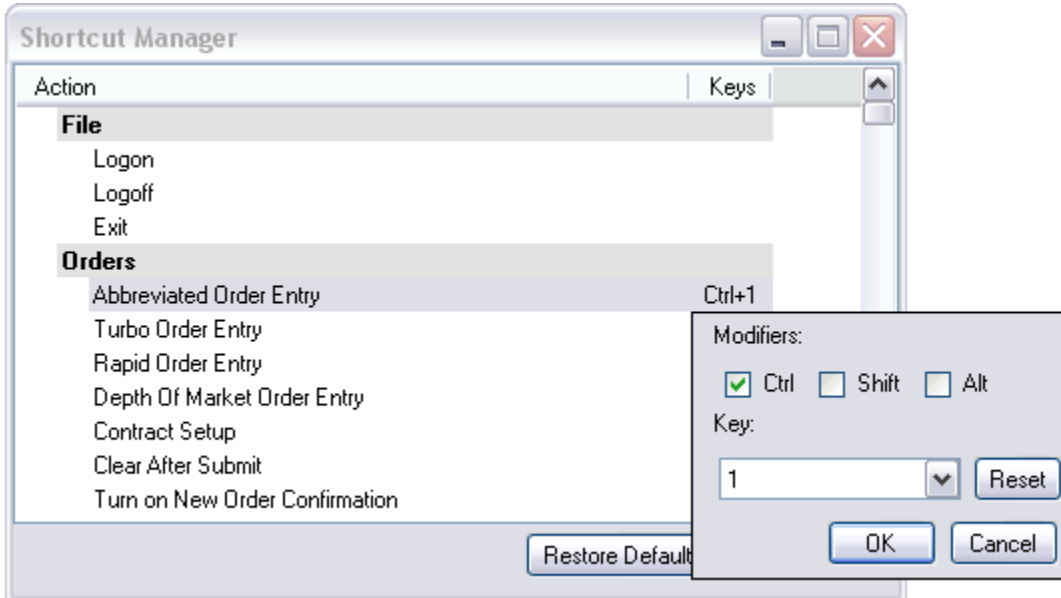 Shortcut Manager
Action Keys
File
Logon
Logoff
Exit
Orders
Abbreviated Order Entry Ctrl+1
Turbo Order Entry
Rapid Order Entry
Depth Of Market Order Entry
Contract Setup
Clear After Submit
Turn on New Order Confirmation
Restore Default
Modifiers:
Ctrl Shift Alt
Key:
1 Reset
OK Cancel